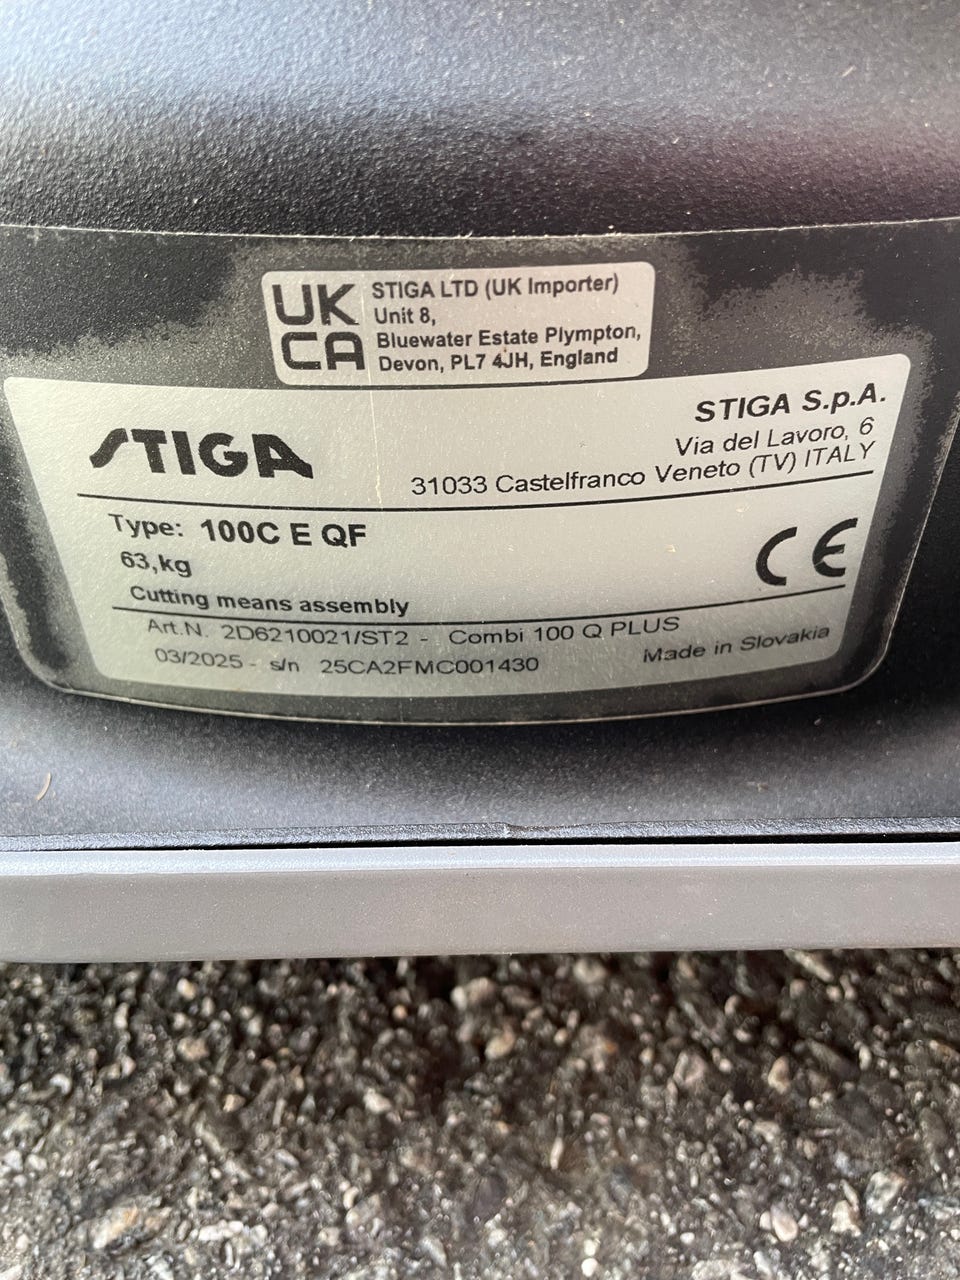 UK
CA
STIGA LTD (UK Importer)
Unit 8,
Bluewater Estate Plympton,
Devon, PL7 4JH, England
STIGA
STIGA S.p.A.
Via del Lavoro, 6
31033 Castelfranco Veneto (TV) ITALY
Type: 100C E QF
63,kg
Cutting means assembly
CE
Art.N. 2D6210021/ST2 - Combi 100 Q PLUS
03/2025 - s/n 25CA2FMC001430
Made in Slovakia